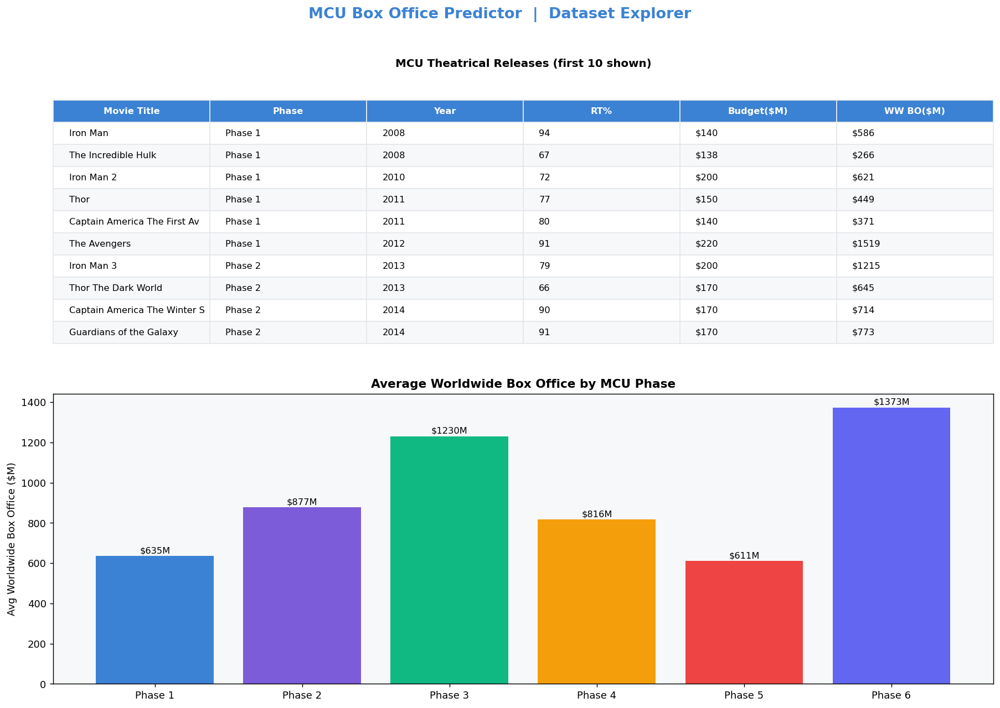 MCU Box Office Predictor | Dataset Explorer
MCU Theatrical Releases (first 10 shown)
Movie Title Phase Year RT% Budget($M) WW BO($M)
Iron Man Phase 1 2008 94 $140 $586
The Incredible Hulk Phase 1 2008 67 $138 $266
Iron Man 2 Phase 1 2010 72 $200 $621
Thor Phase 1 2011 77 $150 $449
Captain America The First Av Phase 1 2011 80 $140 $371
The Avengers Phase 1 2012 91 $220 $1519
Iron Man 3 Phase 2 2013 79 $200 $1215
Thor The Dark World Phase 2 2013 66 $170 $645
Captain America The Winter S Phase 2 2014 90 $170 $714
Guardians of the Galaxy Phase 2 2014 91 $170 $773
Average Worldwide Box Office by MCU Phase
Avg Worldwide Box Office ($M)
1400
1200
1000
800
600
400
200
0
$635M
$877M
$1230M
$816M
$611M
$1373M
Phase 1 Phase 2 Phase 3 Phase 4 Phase 5 Phase 6